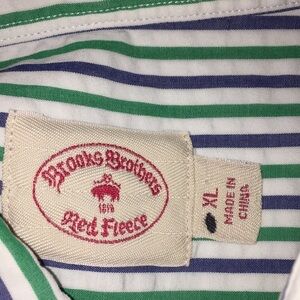 Brooks Brothers
1818
Red Fleece
XL
MADE IN
CHINA